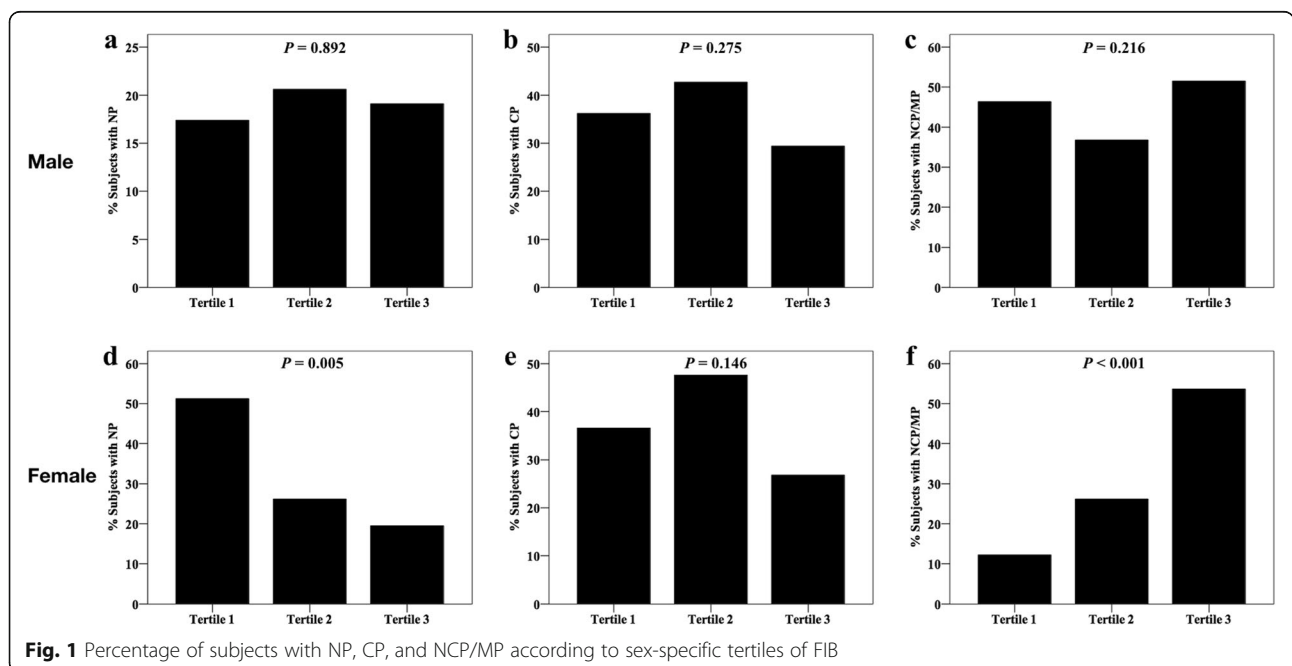 a
P = 0.892
% Subjects with NP
25
20
15
10
5
0
Tertile 1 Tertile 2 Tertile 3
b
P = 0.275
% Subjects with CP
50
40
30
20
10
0
Tertile 1 Tertile 2 Tertile 3
c
P = 0.216
% Subjects with NCP/MP
60
50
40
30
20
10
0
Tertile 1 Tertile 2 Tertile 3
Male
d
P = 0.005
% Subjects with NP
60
50
40
30
20
10
0
Tertile 1 Tertile 2 Tertile 3
e
P = 0.146
% Subjects with CP
50
40
30
20
10
0
Tertile 1 Tertile 2 Tertile 3
f
P < 0.001
% Subjects with NCP/MP
60
50
40
30
20
10
0
Tertile 1 Tertile 2 Tertile 3
Female
Fig. 1 Percentage of subjects with NP, CP, and NCP/MP according to sex-specific tertiles of FIB